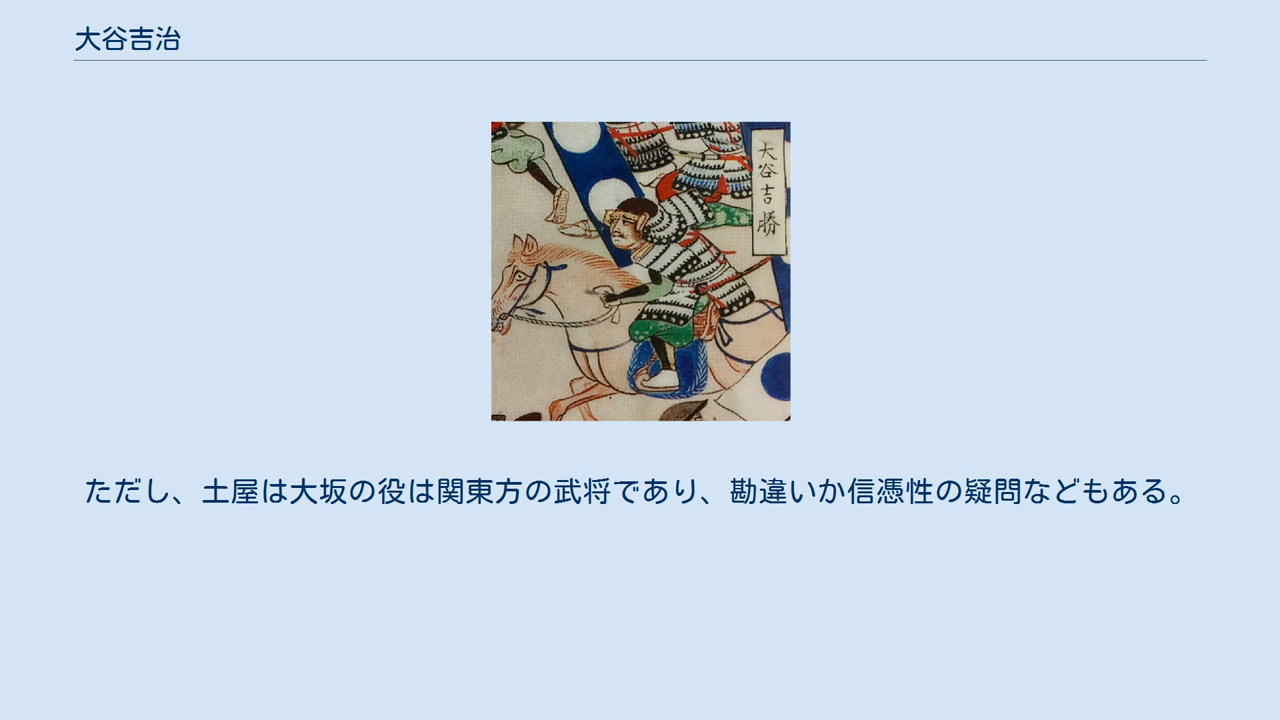 大谷吉治
大谷吉勝
ただし、土屋は大坂の役は関東方の武将であり、勘違いか信憑性の疑問などもある。